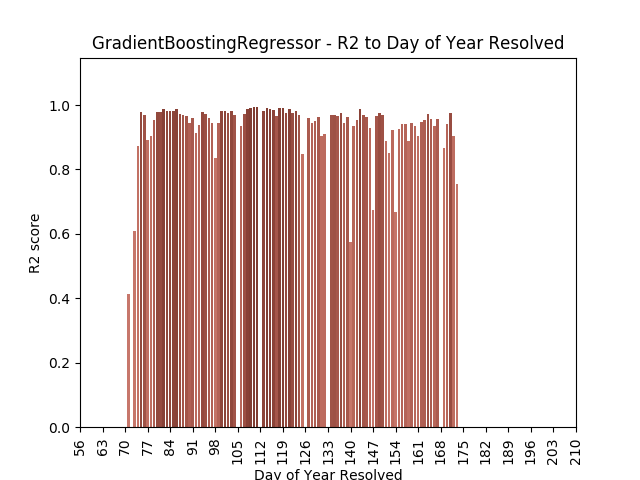 GradientBoostingRegressor - R2 to Day of Year Resolved
1.0
0.8
0.6
0.4
0.2
0.0
R2 score
56 63 70 77 84 91 98 105 112 119 126 133 140 147 154 161 168 175 182 189 196 203 210
Day of Year Resolved